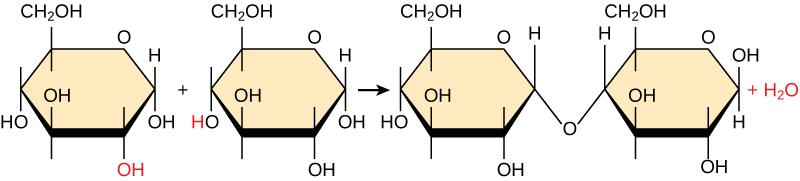 CH₂OH CH₂OH CH₂OH CH₂OH
O O O H H O
H H OH
OH + OH OH OH + H₂O
HO OH HO OH HO O H
OH OH OH OH